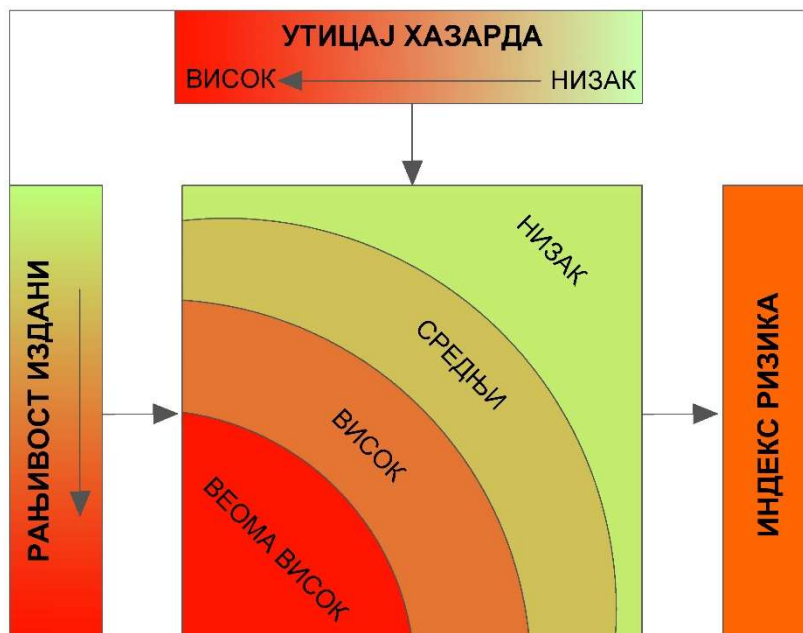 УТИЦАЈ ХАЗАРДА
ВИСОК
НИЗАК
РАЊИВОСТ ИЗДАНИ
НИЗАК
СРЕДЊИ
ВИСОК
ВЕОМА ВИСОК
ИНДЕКС РИЗИКА